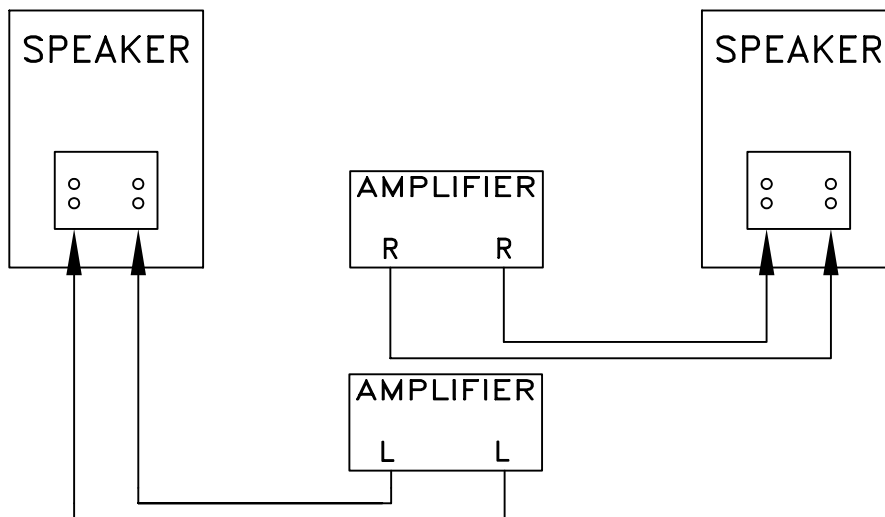 SPEAKER
SPEAKER
AMPLIFIER
R R
AMPLIFIER
L L